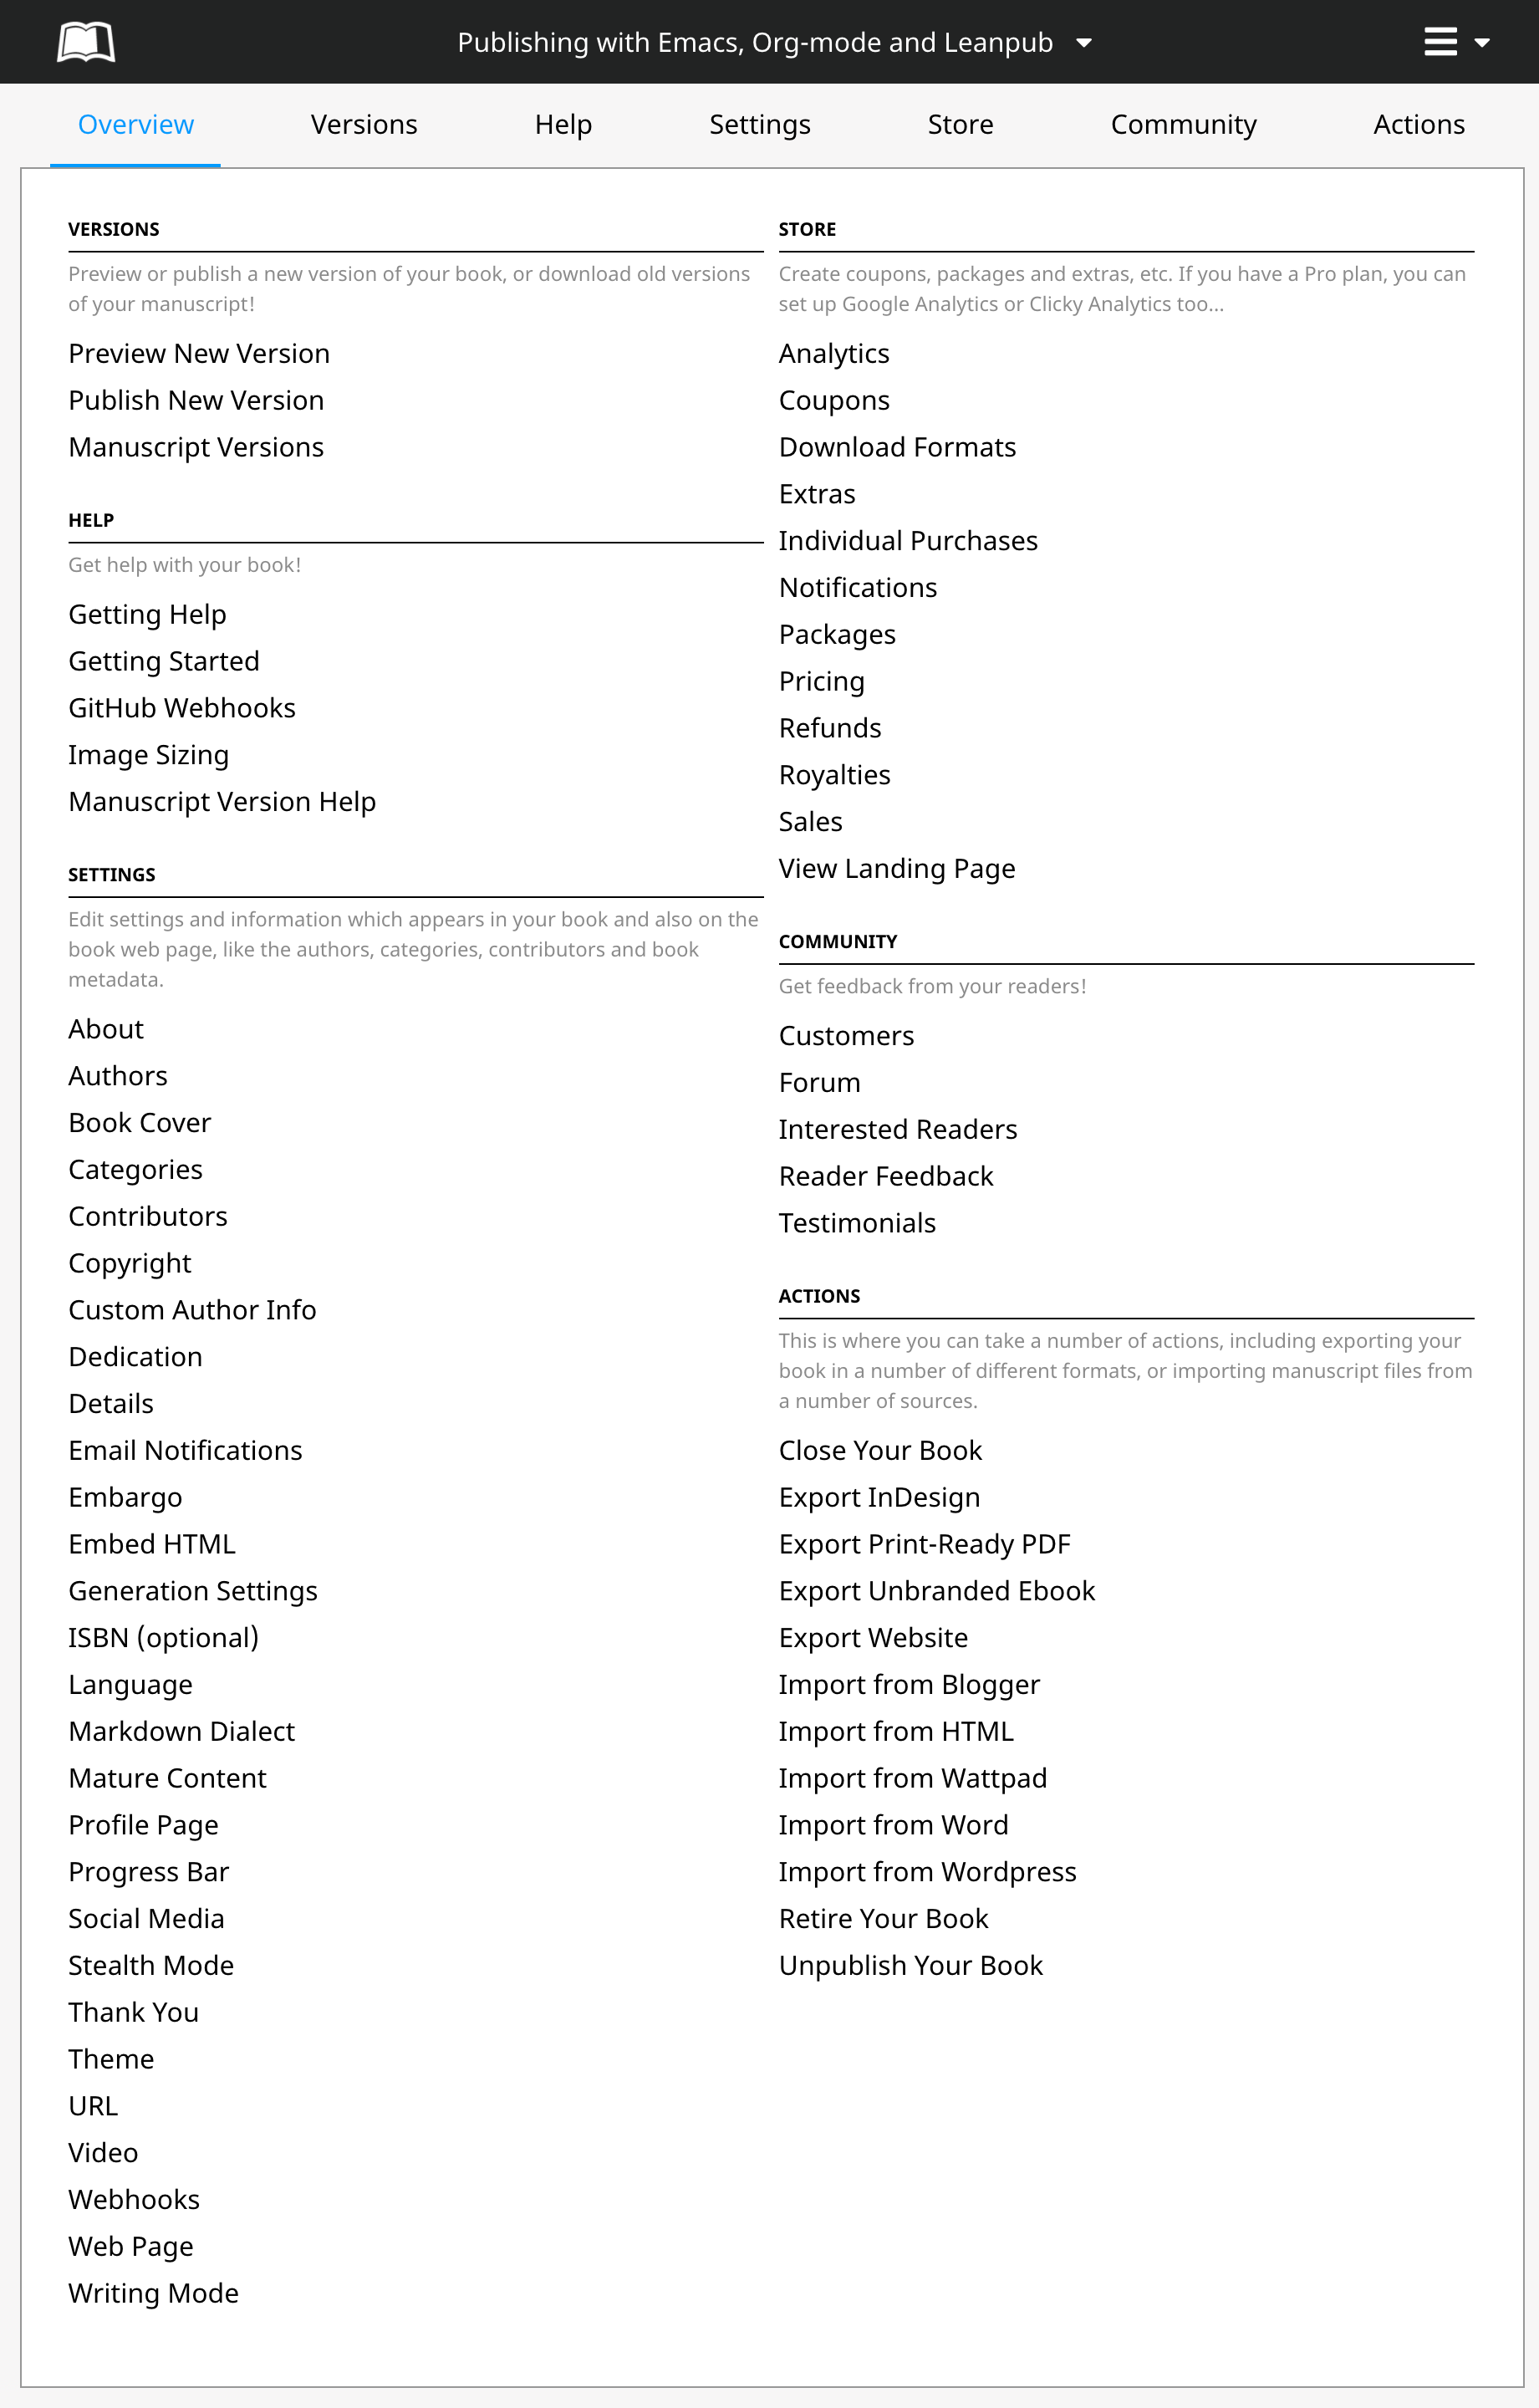 Publishing with Emacs, Org-mode and Leanpub
Overview
Versions
Help
Settings
Store
Community
Actions
VERSIONS
Preview or publish a new version of your book, or download old versions
of your manuscript!
Preview New Version
Publish New Version
Manuscript Versions
HELP
Get help with your book!
Getting Help
Getting Started
GitHub Webhooks
Image Sizing
Manuscript Version Help
SETTINGS
Edit settings and information which appears in your book and also on the
book web page, like the authors, categories, contributors and book
metadata.
About
Authors
Book Cover
Categories
Contributors
Copyright
Custom Author Info
Dedication
Details
Email Notifications
Embargo
Embed HTML
Generation Settings
ISBN (optional)
Language
Markdown Dialect
Mature Content
Profile Page
Progress Bar
Social Media
Stealth Mode
Thank You
Theme
URL
Video
Webhooks
Web Page
Writing Mode
STORE
Create coupons, packages and extras, etc. If you have a Pro plan, you can
set up Google Analytics or Clicky Analytics too...
Analytics
Coupons
Download Formats
Extras
Individual Purchases
Notifications
Packages
Pricing
Refunds
Royalties
Sales
View Landing Page
COMMUNITY
Get feedback from your readers!
Customers
Forum
Interested Readers
Reader Feedback
Testimonials
ACTIONS
This is where you can take a number of actions, including exporting your
book in a number of different formats, or importing manuscript files from
a number of sources.
Close Your Book
Export InDesign
Export Print-Ready PDF
Export Unbranded Ebook
Export Website
Import from Blogger
Import from HTML
Import from Wattpad
Import from Word
Import from Wordpress
Retire Your Book
Unpublish Your Book